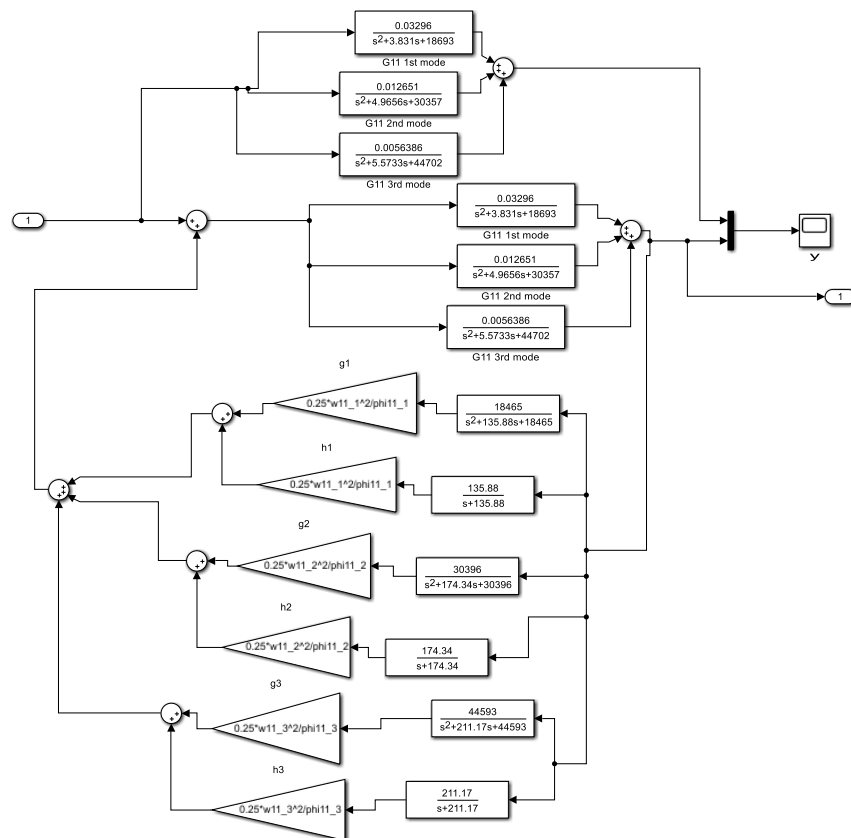 0.03296
s2+3.831s+18693
G11 1st mode
0.012651
s2+4.9656s+30357
G11 2nd mode
0.0056386
s2+5.5733s+44702
G11 3rd mode
1
0.03296
s2+3.831s+18693
G11 1st mode
0.012651
s2+4.9656s+30357
G11 2nd mode
0.0056386
s2+5.5733s+44702
G11 3rd mode
y
1
g1
0.25*w11_1^2/phi11_1
18465
s2+135.88s+18465
h1
0.25*w11_1^2/phi11_1
135.88
s+135.88
g2
0.25*w11_2^2/phi11_2
30396
s2+174.34s+30396
h2
0.25*w11_2^2/phi11_2
174.34
s+174.34
g3
0.25*w11_3^2/phi11_3
44593
s2+211.17s+44593
h3
0.25*w11_3^2/phi11_3
211.17
s+211.17